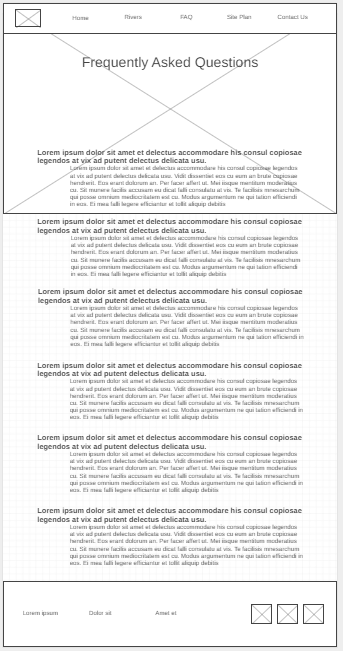 Home Rivers FAQ Site Plan Contact Us
Frequently Asked Questions
Lorem ipsum dolor sit amet ei delectus accommodare his consul copiosae
legendos at vix ad putent delectus delicata usu.
Lorem ipsum dolor sit amet ei delectus accommodare his consul copiosae legendos
at vix ad putent delectus delicata usu. Vidit dissentiet eos cu eum an brute copiosae
hendrerit. Eos erant dolorum an. Per facer affert ut. Mei iisque mentitum moderatius
cu. Sit munere facilis accusam eu dicat falli consulatu at vis. Te facilisis mnesarchum
qui posse omnium mediocritatem est cu. Modus argumentum ne qui tation efficiendi
in eos. Ei mea falli legere efficiantur et tollit aliquip debitis
Lorem ipsum dolor sit amet ei delectus accommodare his consul copiosae
legendos at vix ad putent delectus delicata usu.
Lorem ipsum dolor sit amet ei delectus accommodare his consul copiosae legendos
at vix ad putent delectus delicata usu. Vidit dissentiet eos cu eum an brute copiosae
hendrerit. Eos erant dolorum an. Per facer affert ut. Mei iisque mentitum moderatius
cu. Sit munere facilis accusam eu dicat falli consulatu at vis. Te facilisis mnesarchum
qui posse omnium mediocritatem est cu. Modus argumentum ne qui tation efficiendi
in eos. Ei mea falli legere efficiantur et tollit aliquip debitis
Lorem ipsum dolor sit amet ei delectus accommodare his consul copiosae
legendos at vix ad putent delectus delicata usu.
Lorem ipsum dolor sit amet ei delectus accommodare his consul copiosae legendos
at vix ad putent delectus delicata usu. Vidit dissentiet eos cu eum an brute copiosae
hendrerit. Eos erant dolorum an. Per facer affert ut. Mei iisque mentitum moderatius
cu. Sit munere facilis accusam eu dicat falli consulatu at vis. Te facilisis mnesarchum
qui posse omnium mediocritatem est cu. Modus argumentum ne qui tation efficiendi in
eos. Ei mea falli legere efficiantur et tollit aliquip debitis
Lorem ipsum dolor sit amet ei delectus accommodare his consul copiosae
legendos at vix ad putent delectus delicata usu.
Lorem ipsum dolor sit amet ei delectus accommodare his consul copiosae legendos
at vix ad putent delectus delicata usu. Vidit dissentiet eos cu eum an brute copiosae
hendrerit. Eos erant dolorum an. Per facer affert ut. Mei iisque mentitum moderatius
cu. Sit munere facilis accusam eu dicat falli consulatu at vis. Te facilisis mnesarchum
qui posse omnium mediocritatem est cu. Modus argumentum ne qui tation efficiendi in
eos. Ei mea falli legere efficiantur et tollit aliquip debitis
Lorem ipsum dolor sit amet ei delectus accommodare his consul copiosae
legendos at vix ad putent delectus delicata usu.
Lorem ipsum dolor sit amet ei delectus accommodare his consul copiosae legendos
at vix ad putent delectus delicata usu. Vidit dissentiet eos cu eum an brute copiosae
hendrerit. Eos erant dolorum an. Per facer affert ut. Mei iisque mentitum moderatius
cu. Sit munere facilis accusam eu dicat falli consulatu at vis. Te facilisis mnesarchum
qui posse omnium mediocritatem est cu. Modus argumentum ne qui tation efficiendi in
eos. Ei mea falli legere efficiantur et tollit aliquip debitis
Lorem ipsum dolor sit amet ei delectus accommodare his consul copiosae
legendos at vix ad putent delectus delicata usu.
Lorem ipsum dolor sit amet ei delectus accommodare his consul copiosae legendos
at vix ad putent delectus delicata usu. Vidit dissentiet eos cu eum an brute copiosae
hendrerit. Eos erant dolorum an. Per facer affert ut. Mei iisque mentitum moderatius
cu. Sit munere facilis accusam eu dicat falli consulatu at vis. Te facilisis mnesarchum
qui posse omnium mediocritatem est cu. Modus argumentum ne qui tation efficiendi in
eos. Ei mea falli legere efficiantur et tollit aliquip debitis
Lorem ipsum Dolor sit Amet et